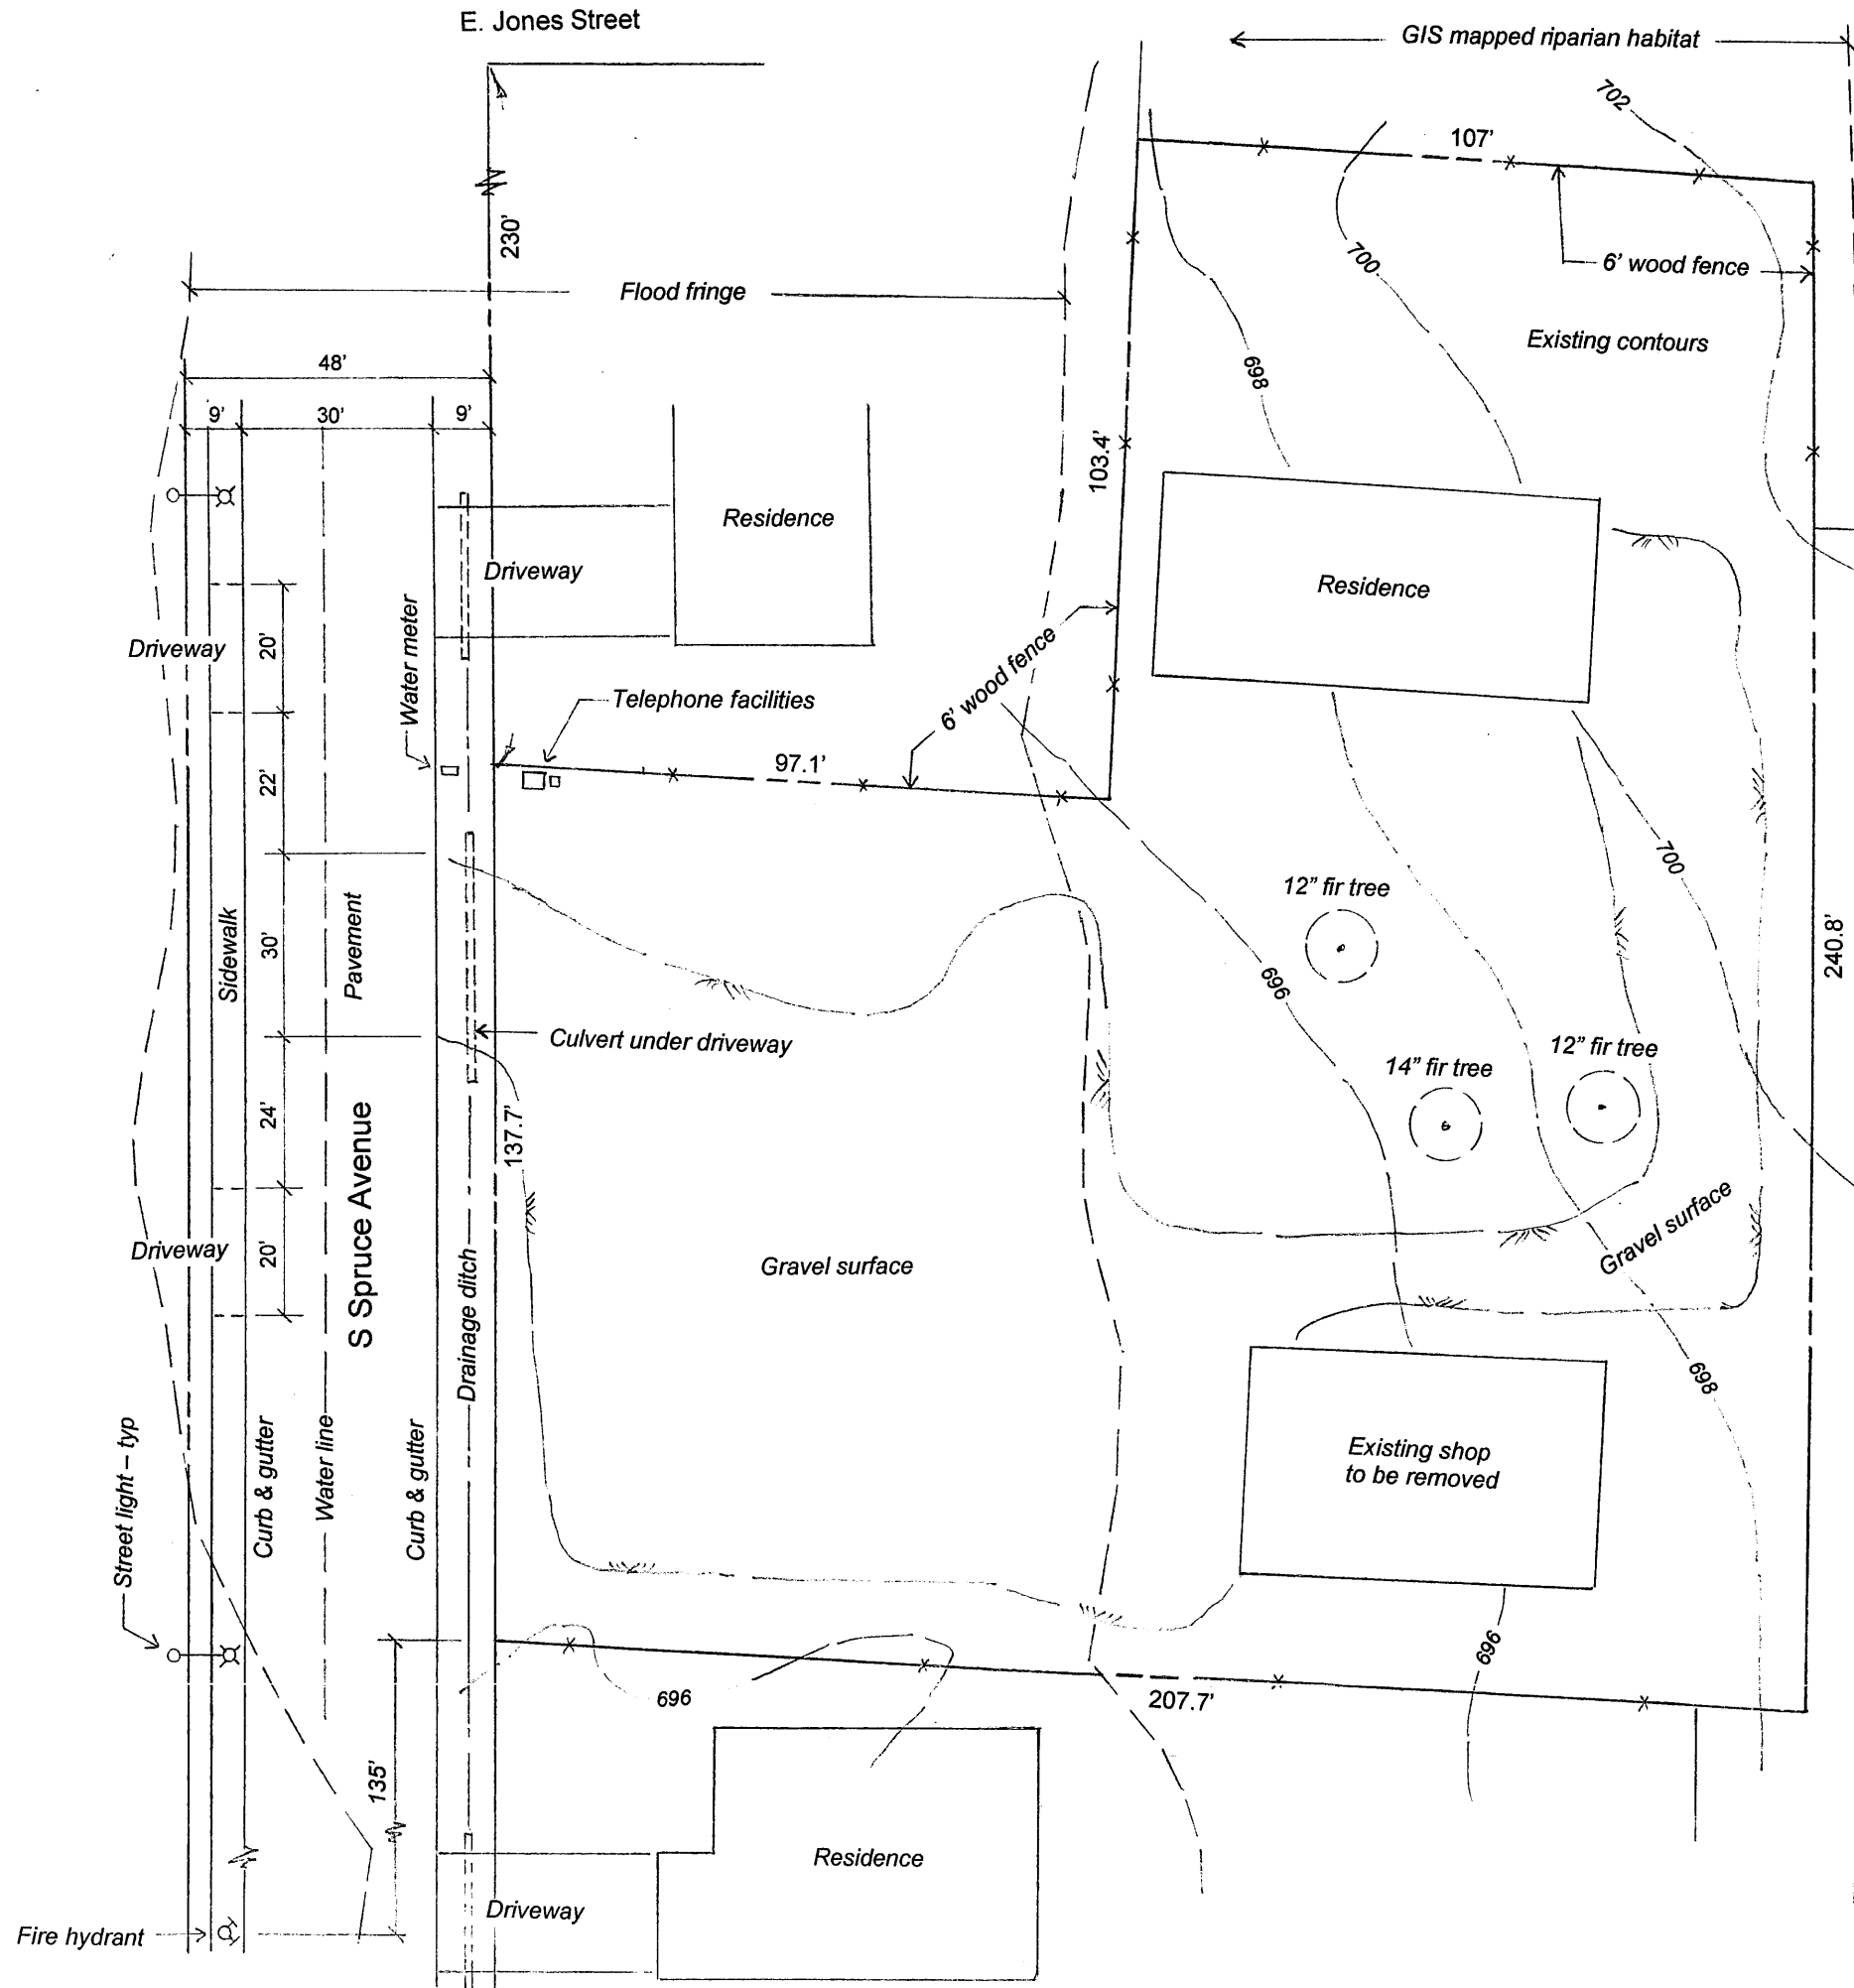 E. Jones Street
GIS mapped riparian habitat
702
107’
230’
700
6’ wood fence
Flood fringe
Existing contours
48’
698
9’
30’
9’
103.4’
Residence
Driveway
Residence
Water meter
Driveway
20’
6’ wood fence
Telephone facilities
97.1’
22’
700
12” fir tree
Pavement
Sidewalk
30’
240.8’
696
Culvert under driveway
12” fir tree
14” fir tree
24’
137.7’
S Spruce Avenue
Gravel surface
Driveway
20’
Gravel surface
Drainage ditch
698
Street light – typ
Curb & gutter
Water line
Curb & gutter
Existing shop
to be removed
696
696
207.7’
135’
Residence
Driveway
Fire hydrant